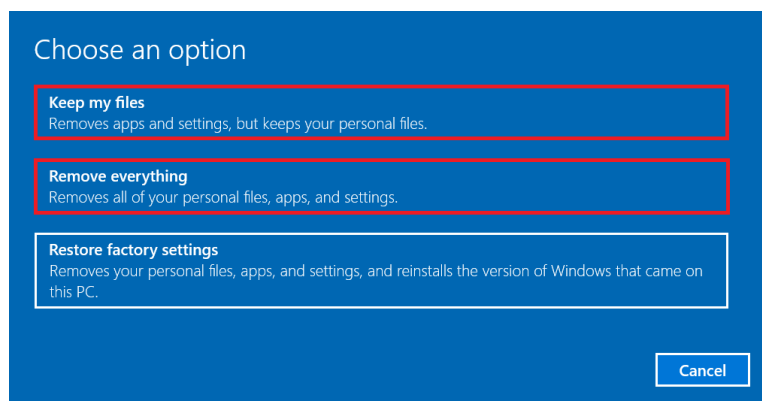 Choose an option
Keep my files
Removes apps and settings, but keeps your personal files.
Remove everything
Removes all of your personal files, apps, and settings.
Restore factory settings
Removes your personal files, apps, and settings, and reinstalls the version of Windows that came on
this PC.
Cancel